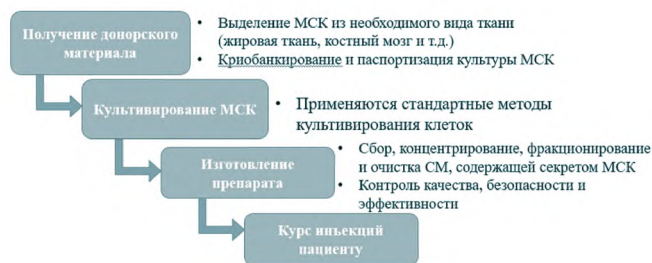 Получение донорского
материала
• Выделение МСК из необходимого вида ткани
(жировая ткань, костный мозг и т.д.)
• Криобанкирование и паспортизация культуры МСК
Культивирование МСК
• Применяются стандартные методы
культивирования клеток
Изготовление
препарата
• Сбор, концентрирование, фракционирование
и очистка СМ, содержащей секретом МСК
• Контроль качества, безопасности и
эффективности
Курс инъекций
пациенту